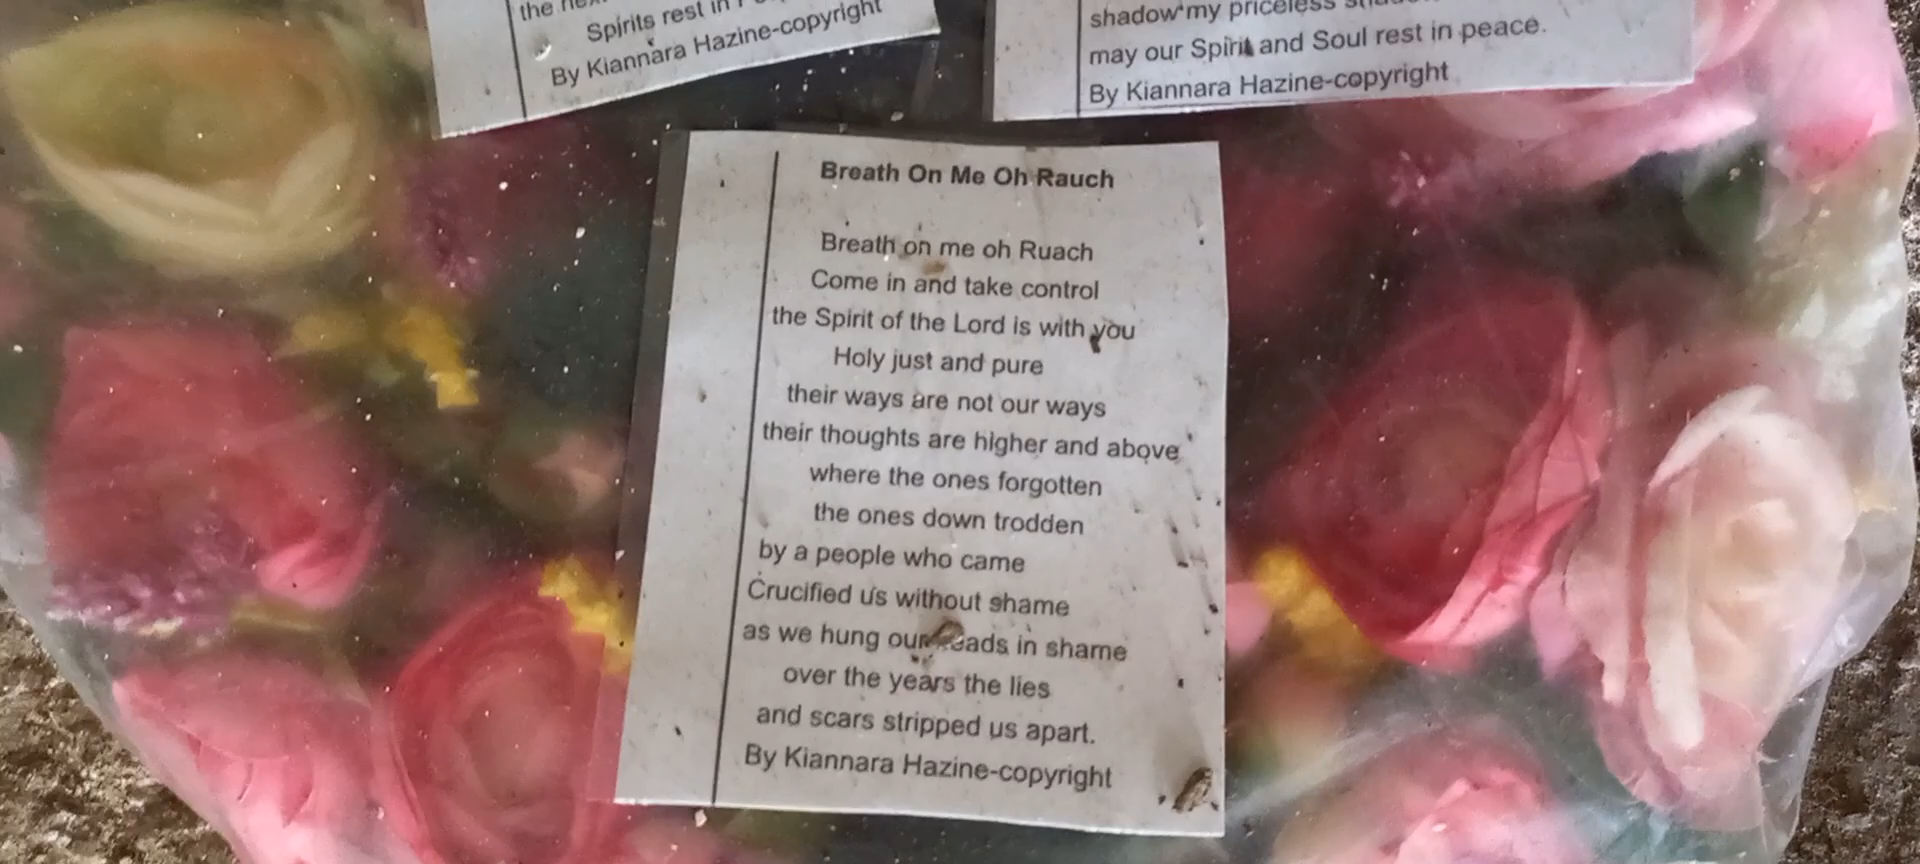 the
Spirits rest in
By Kiannara Hazine-copyright
shadow my priceless
may our Spirit and Soul rest in peace.
By Kiannara Hazine-copyright
Breath On Me Oh Rauch
Breath on me oh Ruach
Come in and take control
the Spirit of the Lord is with you
Holy just and pure
their ways are not our ways
their thoughts are higher and above
where the ones forgotten
the ones down trodden
by a people who came
Crucified us without shame
as we hung our heads in shame
over the years the lies
and scars stripped us apart.
By Kiannara Hazine-copyright